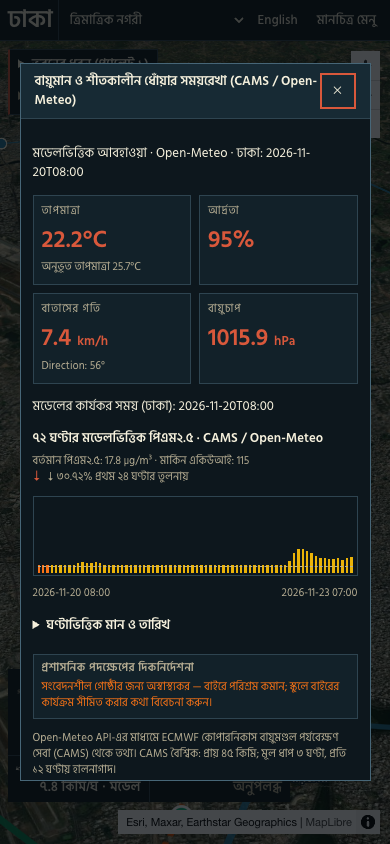 ঢাকা ত্রিমাত্রিক নগরী English মানচিত্র মেনু
বায়ুমান ও শীতকালীন ধোঁয়ার সময়রেখা (CAMS / Open-
Meteo)
×
মডেলভিত্তিক আবহাওয়া · Open-Meteo · ঢাকা: 2026-11-
20T08:00
তাপমাত্রা
22.2°C
অনুভূত তাপমাত্রা 25.7°C
আর্দ্রতা
95%
বাতাসের গতি
7.4 km/h
Direction: 56°
বায়ুচাপ
1015.9 hPa
মডেলের কার্যকর সময় (ঢাকা): 2026-11-20T08:00
৭২ ঘণ্টার মডেলভিত্তিক পিএম২.৫ · CAMS / Open-Meteo
বর্তমান পিএম২.৫: 17.8 µg/m³ · মার্কিন একিউআই: 115
↓ ↓ ৩০.৭২% প্রথম ২৪ ঘণ্টার তুলনায়
2026-11-20 08:00 2026-11-23 07:00
▶ ঘণ্টাভিত্তিক মান ও তারিখ
প্রশাসনিক পদক্ষেপের দিকনির্দেশনা
সংবেদনশীল গোষ্ঠীর জন্য অস্বাস্থ্যকর — বাইরে পরিশ্রম কমান; স্কুলে বাইরের
কার্যক্রম সীমিত করার কথা বিবেচনা করুন।
Open-Meteo API-এর মাধ্যমে ECMWF কোপারনিকাস বায়ুমণ্ডল পর্যবেক্ষণ
সেবা (CAMS) থেকে তথ্য। CAMS বৈশ্বিক: প্রায় ৪৫ কিমি; মূল ধাপ ৩ ঘণ্টা, প্রতি
১২ ঘণ্টায় হালনাগাদ।
৭.৪ কিমি/ঘ · মডেল অনুপলব্ধ
Esri, Maxar, Earthstar Geographics | MapLibre